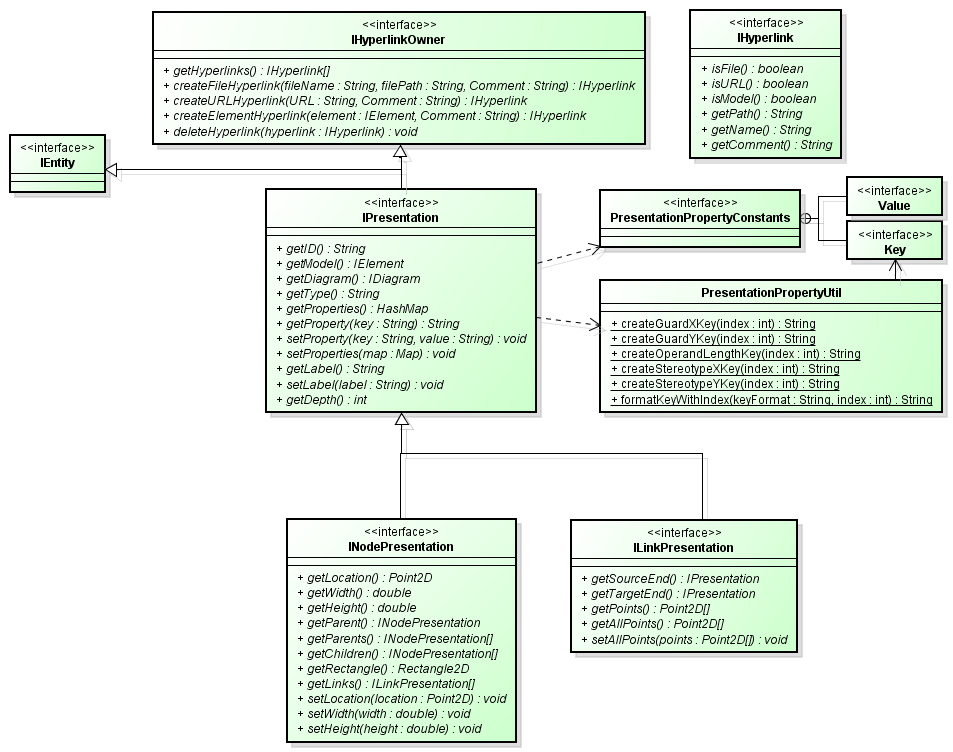 <<interface>>
IHyperlinkOwner
+ getHyperlinks() : IHyperlink[]
+ createFileHyperlink(fileName : String, filePath : String, Comment : String) : IHyperlink
+ createURLHyperlink(URL : String, Comment : String) : IHyperlink
+ createElementHyperlink(element : IElement, Comment : String) : IHyperlink
+ deleteHyperlink(hyperlink : IHyperlink) : void
<<interface>>
IHyperlink
+ isFile() : boolean
+ isURL() : boolean
+ isModel() : boolean
+ getPath() : String
+ getName() : String
+ getComment() : String
<<interface>>
IEntity
<<interface>>
IPresentation
+ getID() : String
+ getModel() : IElement
+ getDiagram() : IDiagram
+ getType() : String
+ getProperties() : HashMap
+ getProperty(key : String) : String
+ setProperty(key : String, value : String) : void
+ setProperties(map : Map) : void
+ getLabel() : String
+ setLabel(label : String) : void
+ getDepth() : int
<<interface>>
PresentationPropertyConstants
<<interface>>
Value
<<interface>>
Key
PresentationPropertyUtil
+ createGuardXKey(index : int) : String
+ createGuardYKey(index : int) : String
+ createOperandLengthKey(index : int) : String
+ createStereotypeXKey(index : int) : String
+ createStereotypeYKey(index : int) : String
+ formatKeyWithIndex(keyFormat : String, index : int) : String
<<interface>>
INodePresentation
+ getLocation() : Point2D
+ getWidth() : double
+ getHeight() : double
+ getParent() : INodePresentation
+ getParents() : INodePresentation[]
+ getChildren() : INodePresentation[]
+ getRectangle() : Rectangle2D
+ getLinks() : ILinkPresentation[]
+ setLocation(location : Point2D) : void
+ setWidth(width : double) : void
+ setHeight(height : double) : void
<<interface>>
ILinkPresentation
+ getSourceEnd() : IPresentation
+ getTargetEnd() : IPresentation
+ getPoints() : Point2D[]
+ getAllPoints() : Point2D[]
+ setAllPoints(points : Point2D[]) : void